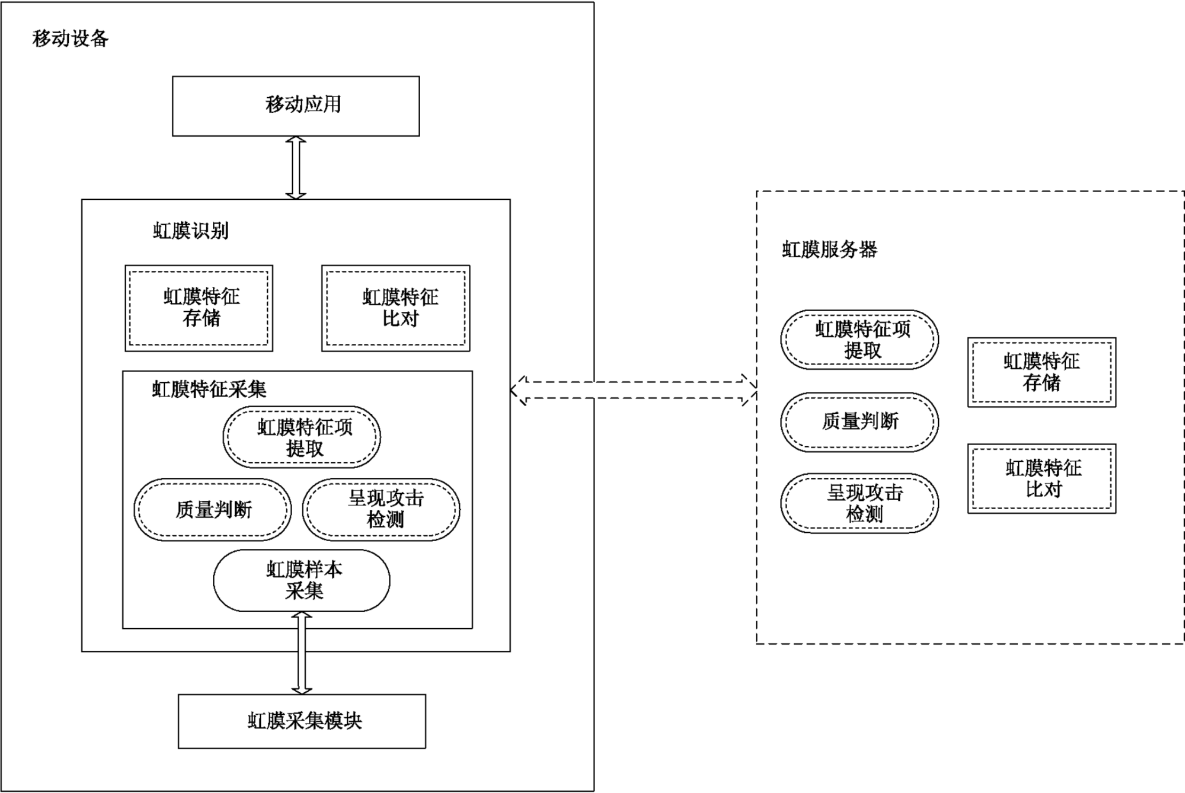 移动设备
移动应用
虹膜识别
虹膜特征
存储
虹膜特征
比对
虹膜特征采集
虹膜特征项
提取
质量判断
呈现攻击
检测
虹膜样本
采集
虹膜采集模块
虹膜服务器
虹膜特征项
提取
质量判断
呈现攻击
检测
虹膜特征
存储
虹膜特征
比对